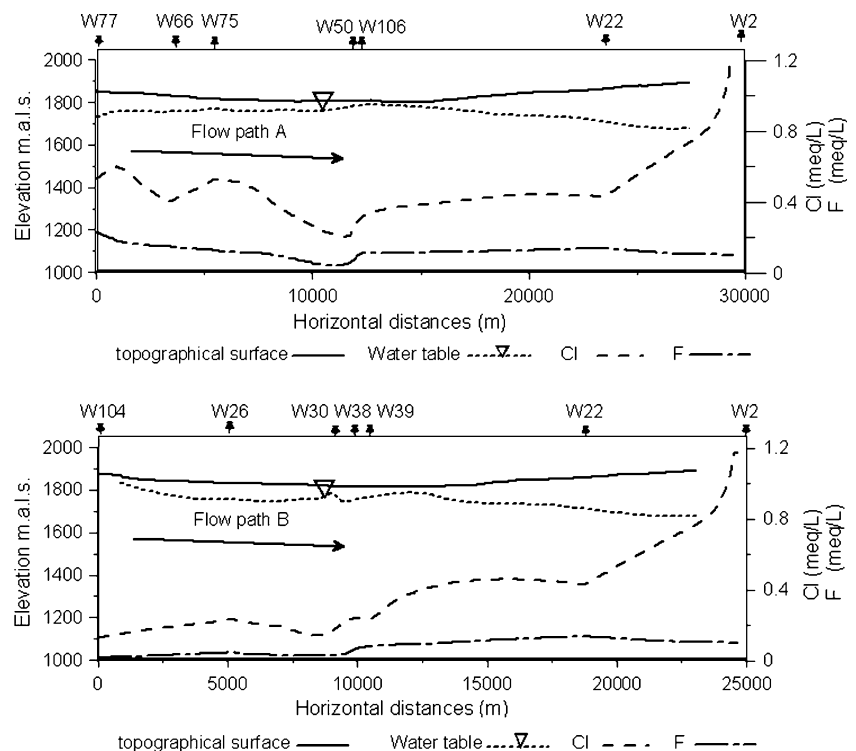 W77 W66 W75 W50 W106 W22 W2
2000 1.2
1800
1700 0.8
Flow path A
1400 0.4
1200
1000 0
0 10000 20000 30000
Elevation m.a.l.s.
Cl (meq/L)
F (meq/L)
Horizontal distances (m)
topographical surface Water table Cl F
W104 W26 W30 W38 W39 W22 W2
2000 1.2
1800
1700 0.8
Flow path B
1400 0.4
1200
1000 0
0 5000 10000 15000 20000 25000
Elevation m.a.l.s.
Cl (meq/L)
F (meq/L)
Horizontal distances (m)
topographical surface Water table Cl F